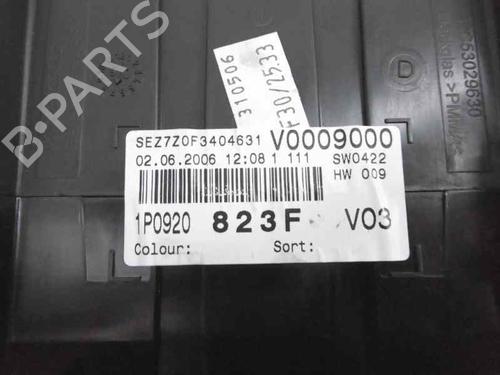 310506
F30/25:33
C53029630
SEZ7Z0F3404631 V0009000
02.06.2006 12:08 1 111 SW0422
HW 009
1P0920 823F V03
Colour: Sort:
D
B-PARTS